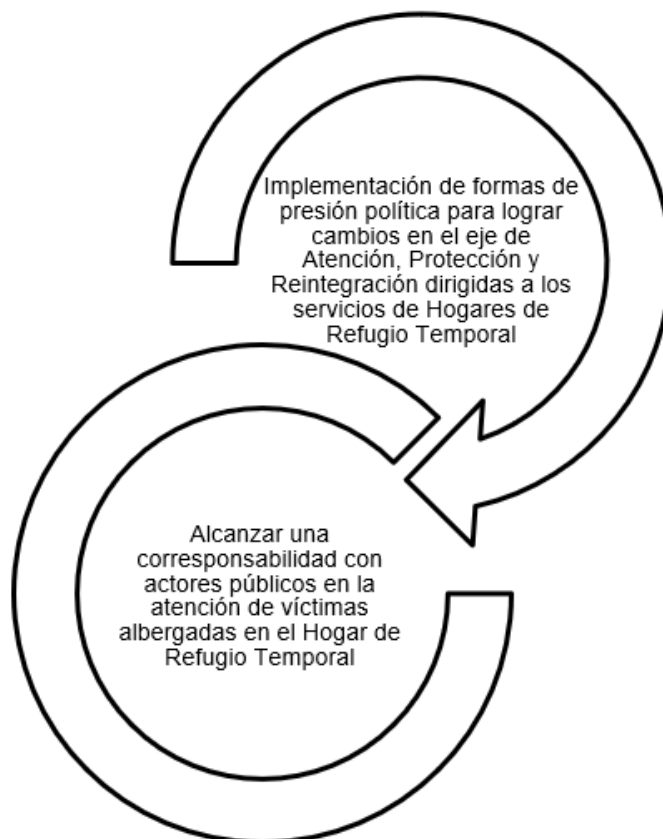 Implementación de formas de
presión política para lograr
cambios en el eje de
Atención, Protección y
Reintegración dirigidas a los
servicios de Hogares de
Refugio Temporal
Alcanzar una
corresponsabilidad con
actores públicos en la
atención de víctimas
albergadas en el Hogar de
Refugio Temporal